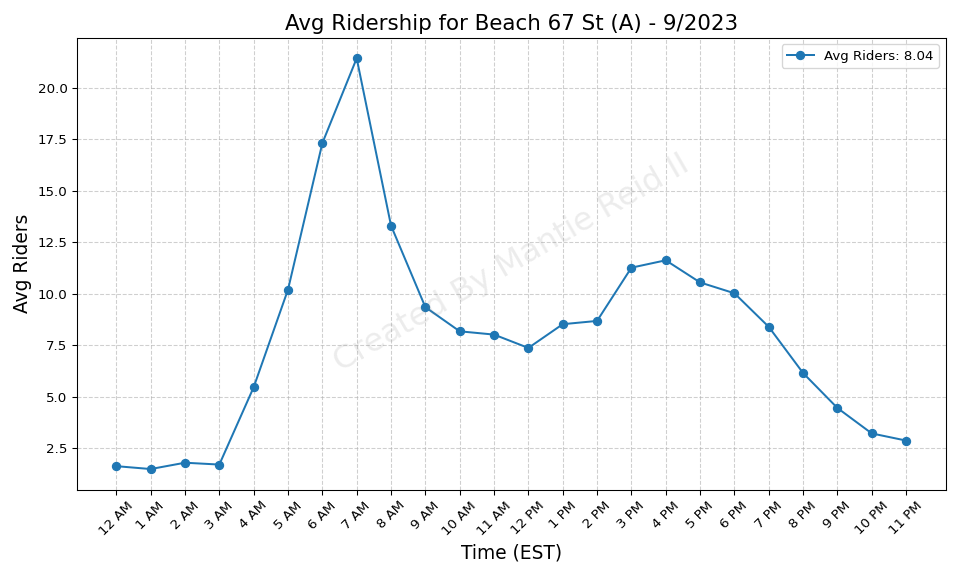 Avg Ridership for Beach 67 St (A) - 9/2023
Avg Riders: 8.04
Avg Riders
20.0
17.5
15.0
12.5
10.0
7.5
5.0
2.5
Created By Mantie Reid II
12 AM
1 AM
2 AM
3 AM
4 AM
5 AM
6 AM
7 AM
8 AM
9 AM
10 AM
11 AM
12 PM
1 PM
2 PM
3 PM
4 PM
5 PM
6 PM
7 PM
8 PM
9 PM
10 PM
11 PM
Time (EST)